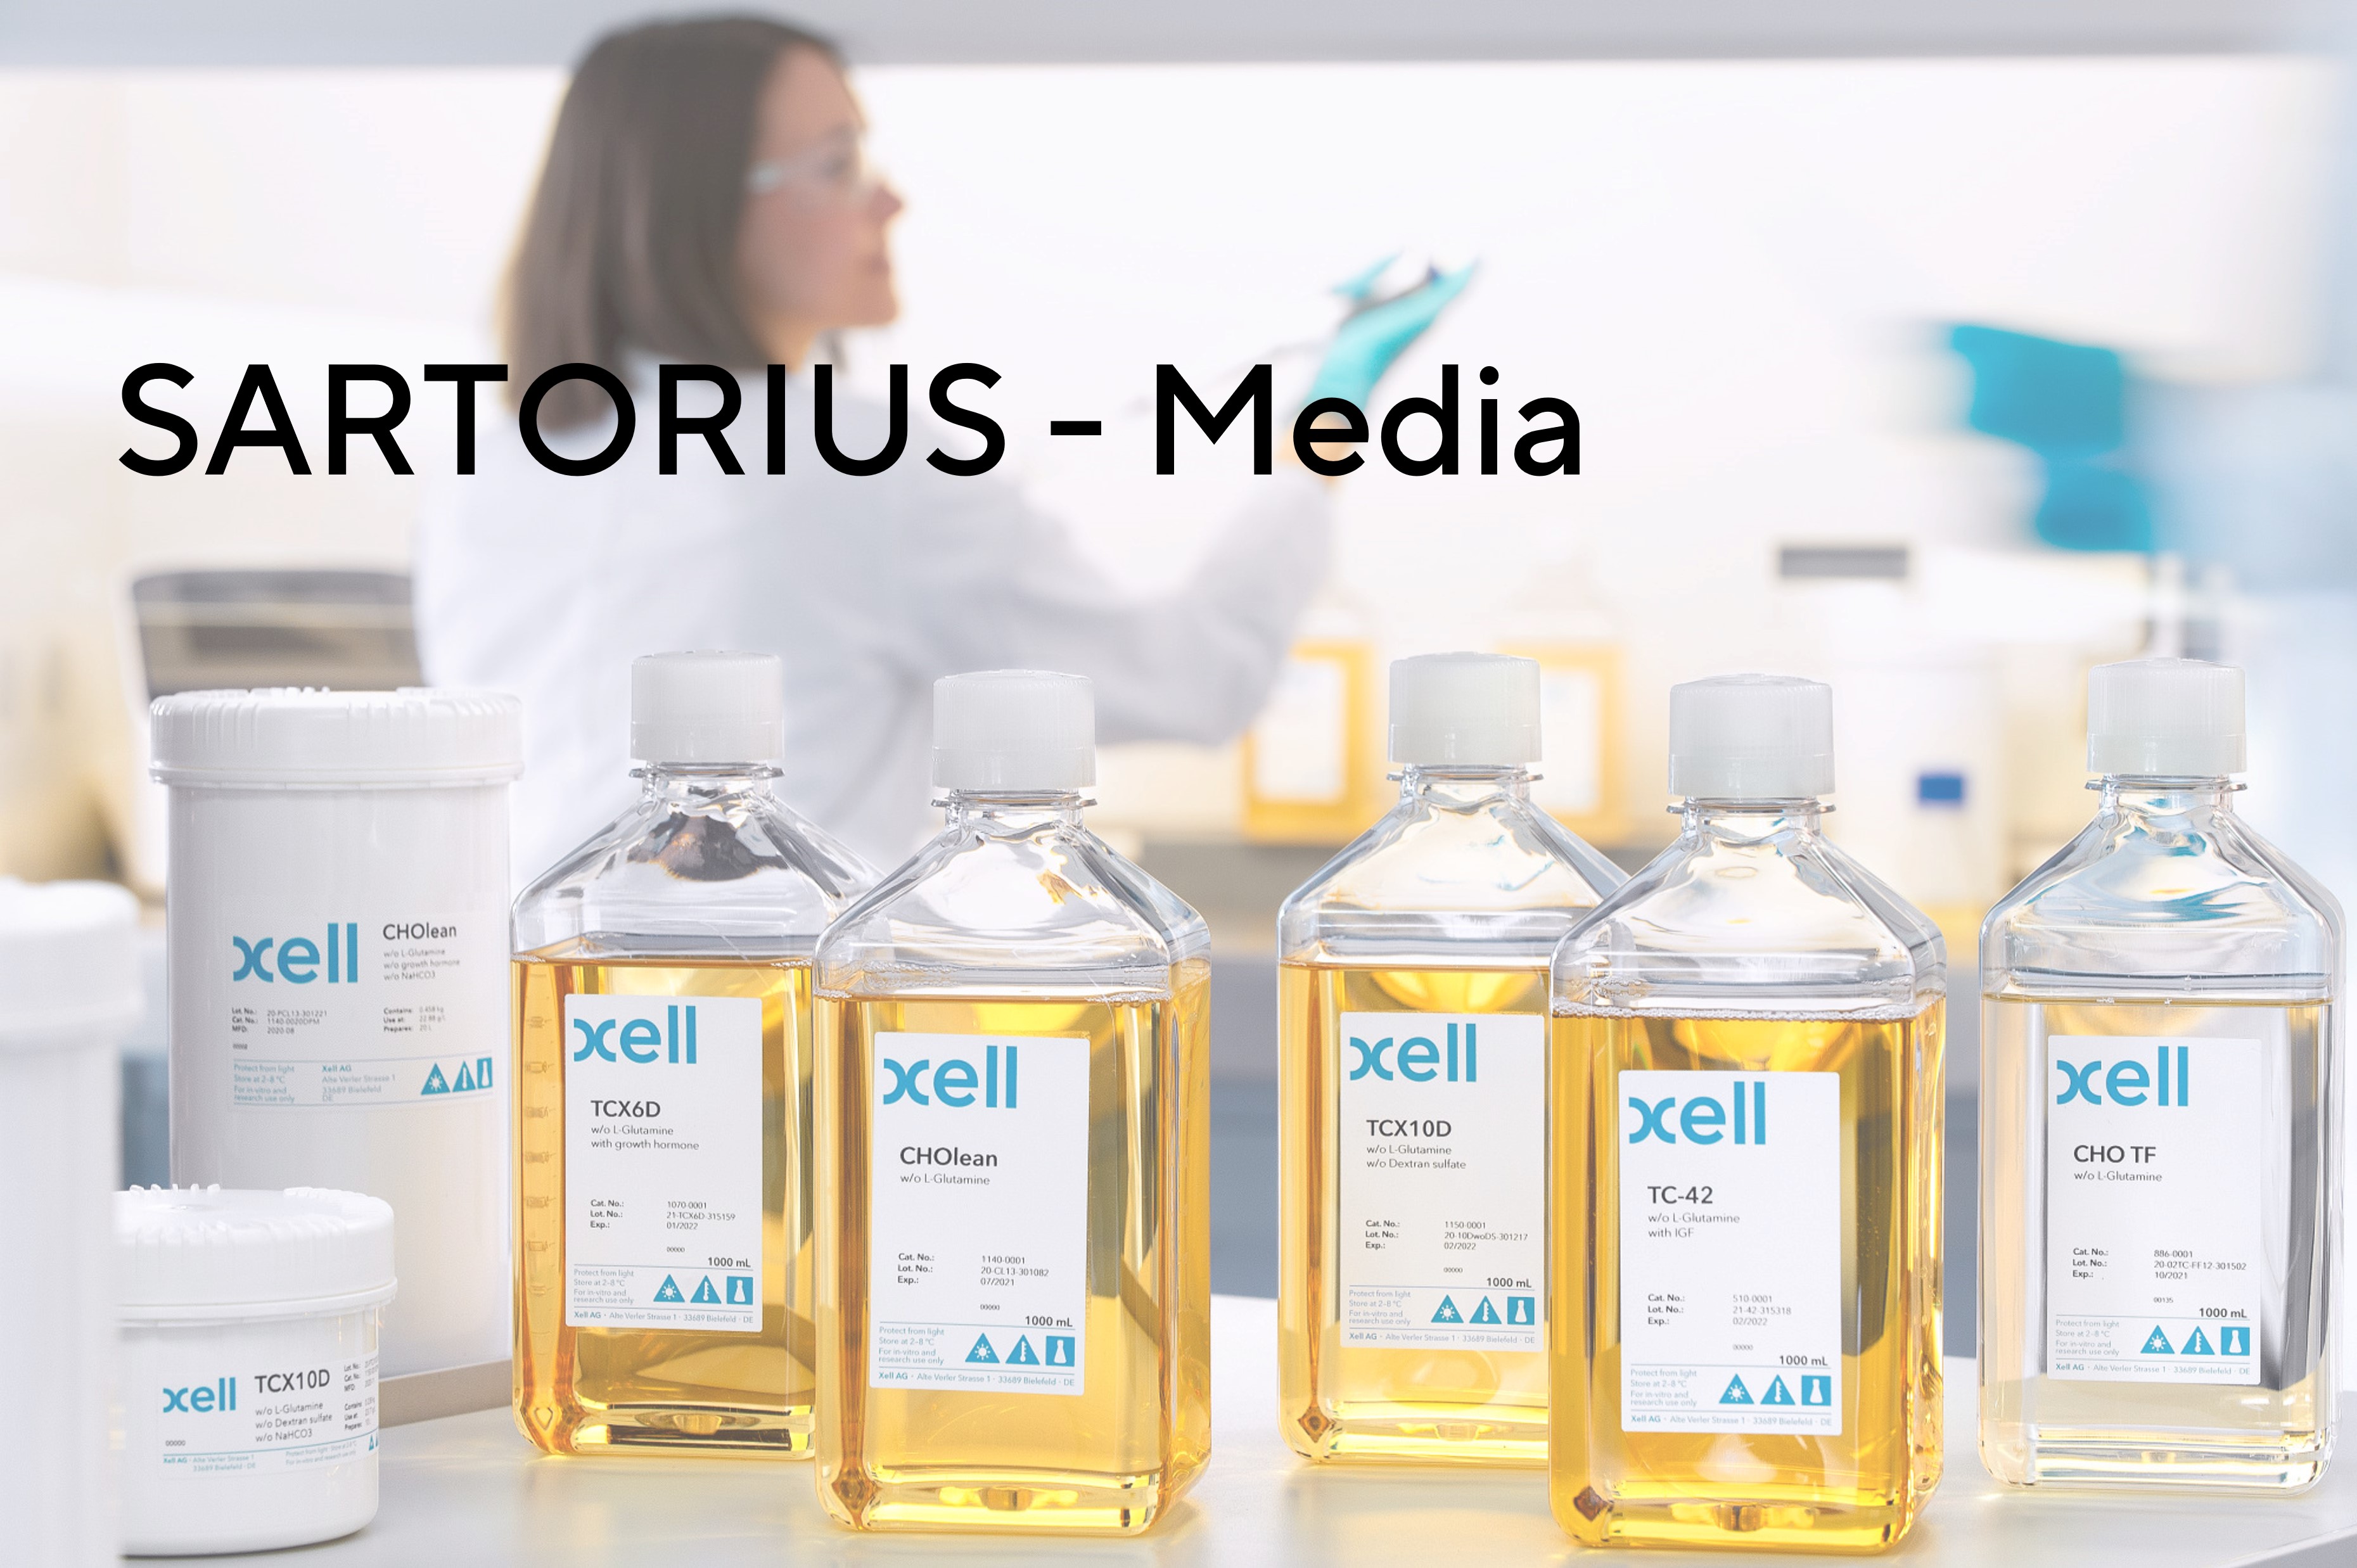 SARTORIUS - Media
xell
CHOlean
w/o L-Glutamine
w/o growth hormone
w/o NaHCO3
Lot. No.: 20-PCL13-301221
Cat. No.: 1140-0020DPM
MFD: 2020-08
Contains: 0.458 kg
Use at: 22.88 g/L
Prepares: 20 L
Protect from light
Store at 2-8 °C
For in-vitro and
research use only
Xell AG
Alte Verler Strasse 1
33689 Bielefeld
DE
xell
TCX10D
w/o L-Glutamine
w/o Dextran sulfate
w/o NaHCO3
00000
Xell AG · Alte Verler Strasse 1
33689 Bielefeld · DE
xell
TCX6D
w/o L-Glutamine
with growth hormone
Cat. No.: 1070-0001
Lot. No.: 21-TCX6D-315159
Exp.: 01/2022
00000
1000 mL
Protect from light
Store at 2-8 °C
For in-vitro and
research use only
Xell AG · Alte Verler Strasse 1 · 33689 Bielefeld · DE
xell
CHOlean
w/o L-Glutamine
Cat. No.: 1140-0001
Lot. No.: 20-CL13-301082
Exp.: 07/2021
00000
1000 mL
Protect from light
Store at 2-8 °C
For in-vitro and
research use only
Xell AG · Alte Verler Strasse 1 · 33689 Bielefeld · DE
xell
TCX10D
w/o L-Glutamine
w/o Dextran sulfate
Cat. No.: 1150-0001
Lot. No.: 20-10DwoDS-301217
Exp.: 02/2022
00000
1000 mL
Protect from light
Store at 2-8 °C
For in-vitro and
research use only
Xell AG · Alte Verler Strasse 1 · 33689 Bielefeld · DE
xell
TC-42
w/o L-Glutamine
with IGF
Cat. No.: 510-0001
Lot. No.: 21-42-315318
Exp.: 02/2022
00000
1000 mL
Protect from light
Store at 2-8 °C
For in-vitro and
research use only
Xell AG · Alte Verler Strasse 1 · 33689 Bielefeld · DE
xell
CHO TF
w/o L-Glutamine
Cat. No.: 886-0001
Lot. No.: 20-02TC-FF12-301502
Exp.: 10/2021
00135
1000 mL
Protect from light
Store at 2-8 °C
For in-vitro and
research use only
Xell AG · Alte Verler Strasse 1 · 33689 Bielefeld · DE